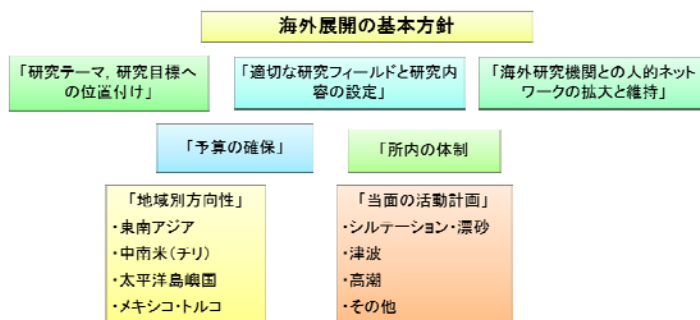 海外展開の基本方針
「研究テーマ，研究目標へ
の位置付け」
「適切な研究フィールドと研究内
容の設定」
「海外研究機関との人的ネット
ワークの拡大と維持」
「予算の確保」
「所内の体制
「地域別方向性」
・東南アジア
・中南米（チリ）
・太平洋島嶼国
・メキシコ・トルコ
「当面の活動計画」
・シルテーション・漂砂
・津波
・高潮
・その他